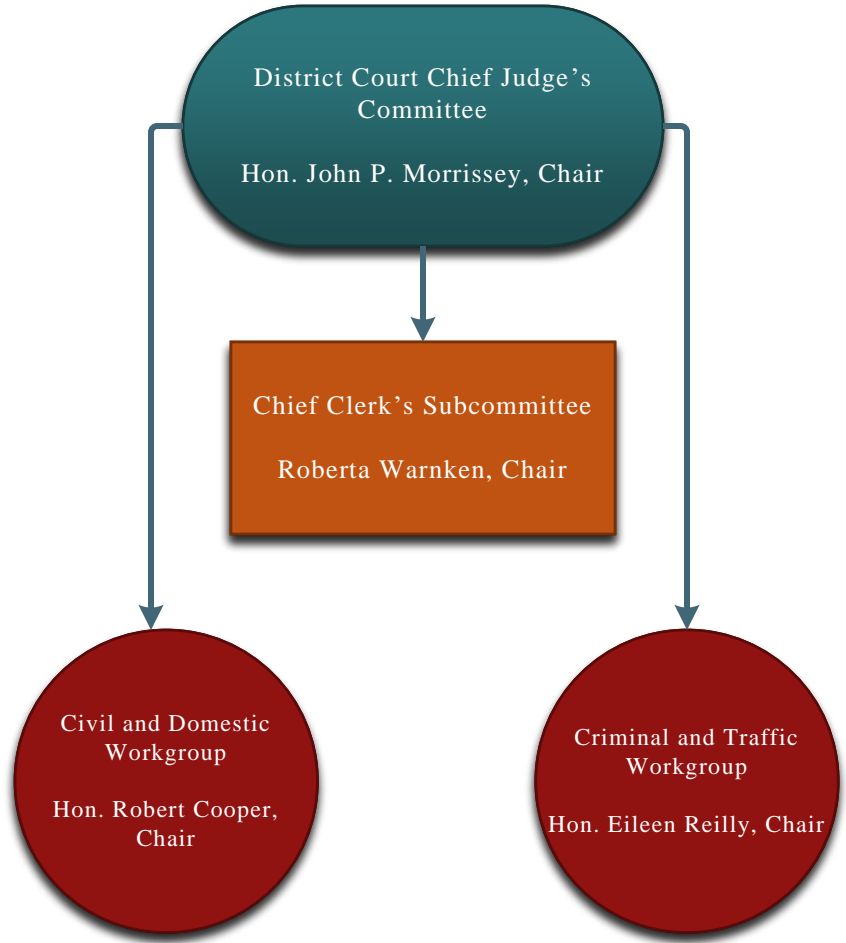 District Court Chief Judge’s
Committee
Hon. John P. Morrissey, Chair
Chief Clerk’s Subcommittee
Roberta Warnken, Chair
Civil and Domestic
Workgroup
Hon. Robert Cooper,
Chair
Criminal and Traffic
Workgroup
Hon. Eileen Reilly, Chair